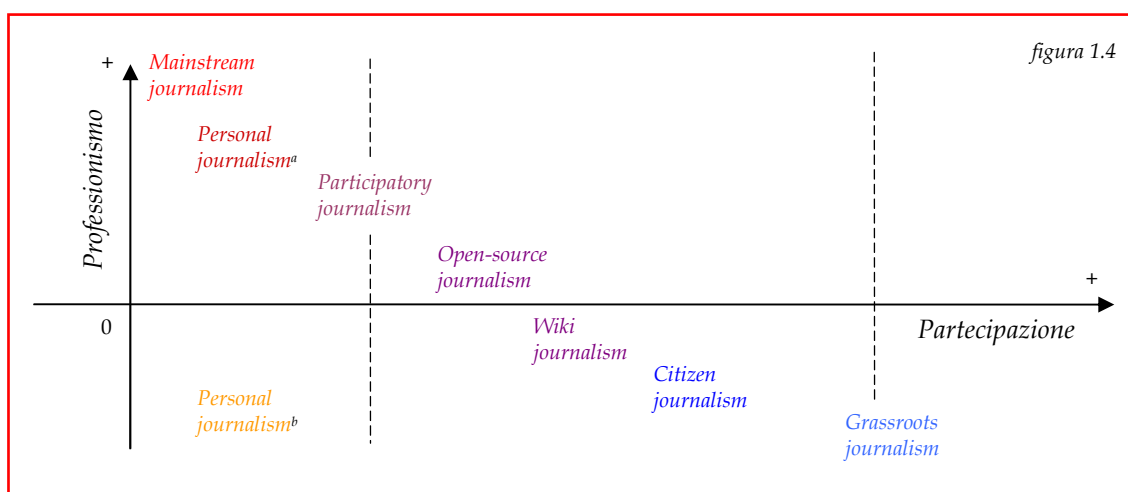 figura 1.4
+
Mainstream
journalism
Professionismo
Personal
journalismᵃ
Participatory
journalism
Open-source
journalism
+
0
Wiki
journalism
Partecipazione
Citizen
journalism
Personal
journalismᵇ
Grassroots
journalism